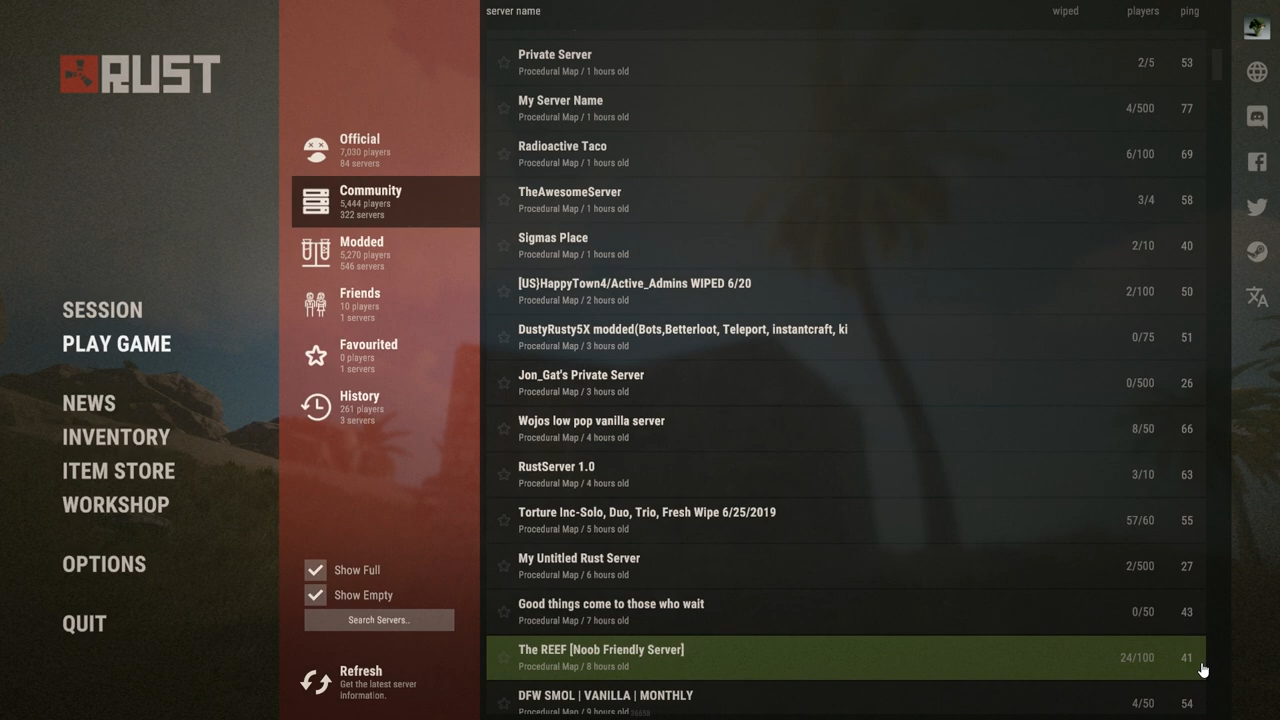 RUST
SESSION
PLAY GAME
NEWS
INVENTORY
ITEM STORE
WORKSHOP
OPTIONS
QUIT
Official
7,030 players
84 servers
Community
5,444 players
322 servers
Modded
5,270 players
546 servers
Friends
10 players
1 servers
Favourited
0 players
1 servers
History
261 players
3 servers
Show Full
Show Empty
Search Servers..
Refresh
Get the latest server
information.
server name wiped players ping
Private Server
Procedural Map / 1 hours old
2/5 53
My Server Name
Procedural Map / 1 hours old
4/500 77
Radioactive Taco
Procedural Map / 1 hours old
6/100 69
TheAwesomeServer
Procedural Map / 1 hours old
3/4 58
Sigmas Place
Procedural Map / 1 hours old
2/10 40
[US}HappyTown4/Active_Admins WIPED 6/20
Procedural Map / 2 hours old
2/100 50
DustyRusty5X modded(Bots,Betterloot, Teleport, instantcraft, ki
Procedural Map / 3 hours old
0/75 51
Jon_Gat's Private Server
Procedural Map / 3 hours old
0/500 26
Wojos low pop vanilla server
Procedural Map / 4 hours old
8/50 66
RustServer 1.0
Procedural Map / 4 hours old
3/10 63
Torture Inc-Solo, Duo, Trio, Fresh Wipe 6/25/2019
Procedural Map / 5 hours old
57/60 55
My Untitled Rust Server
Procedural Map / 6 hours old
2/500 27
Good things come to those who wait
Procedural Map / 7 hours old
0/50 43
The REEF [Noob Friendly Server]
Procedural Map / 8 hours old
24/100 41
DFW SMOL | VANILLA | MONTHLY
Procedural Map / 9 hours old
4/50 54